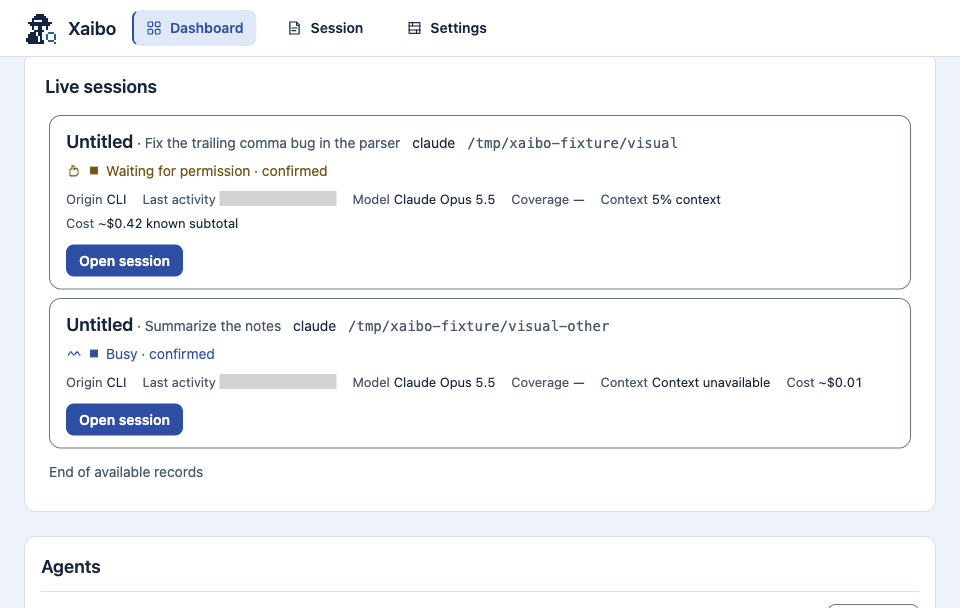 Xaibo Dashboard Session Settings
Live sessions
Untitled · Fix the trailing comma bug in the parser claude /tmp/xaibo-fixture/visual
Waiting for permission · confirmed
Origin CLI Last activity Model Claude Opus 5.5 Coverage — Context 5% context
Cost ~$0.42 known subtotal
Open session
Untitled · Summarize the notes claude /tmp/xaibo-fixture/visual-other
Busy · confirmed
Origin CLI Last activity Model Claude Opus 5.5 Coverage — Context Context unavailable Cost ~$0.01
Open session
End of available records
Agents